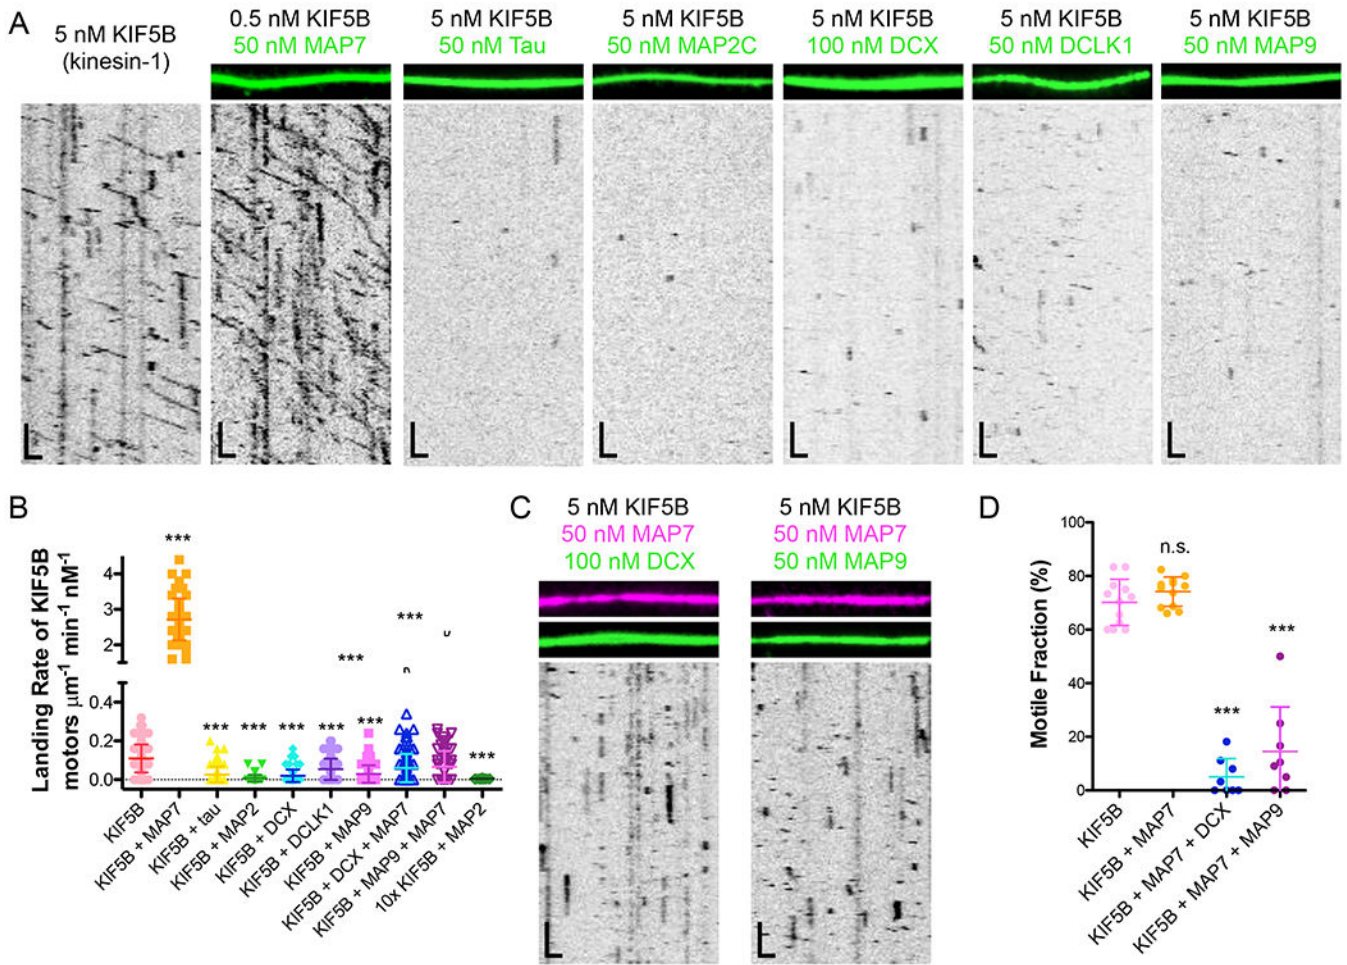 A
5 nM KIF5B
(kinesin-1)
0.5 nM KIF5B
50 nM MAP7
5 nM KIF5B
50 nM Tau
5 nM KIF5B
50 nM MAP2C
5 nM KIF5B
100 nM DCX
5 nM KIF5B
50 nM DCLK1
5 nM KIF5B
50 nM MAP9
B
Landing Rate of KIF5B
motors μm⁻¹ min⁻¹ nM⁻¹
4
3
2
0.4
0.2
0.0
***
***
***
***
***
***
***
***
***
KIF5B
KIF5B + MAP7
KIF5B + tau
KIF5B + MAP2
KIF5B + DCX
KIF5B + DCLK1
KIF5B + MAP9
KIF5B + DCX + MAP7
KIF5B + MAP9 + MAP7
10x KIF5B + MAP2
C
5 nM KIF5B
50 nM MAP7
100 nM DCX
5 nM KIF5B
50 nM MAP7
50 nM MAP9
D
Motile Fraction (%)
100
80
60
40
20
0
n.s.
***
***
KIF5B
KIF5B + MAP7
KIF5B + MAP7 + DCX
KIF5B + MAP7 + MAP9